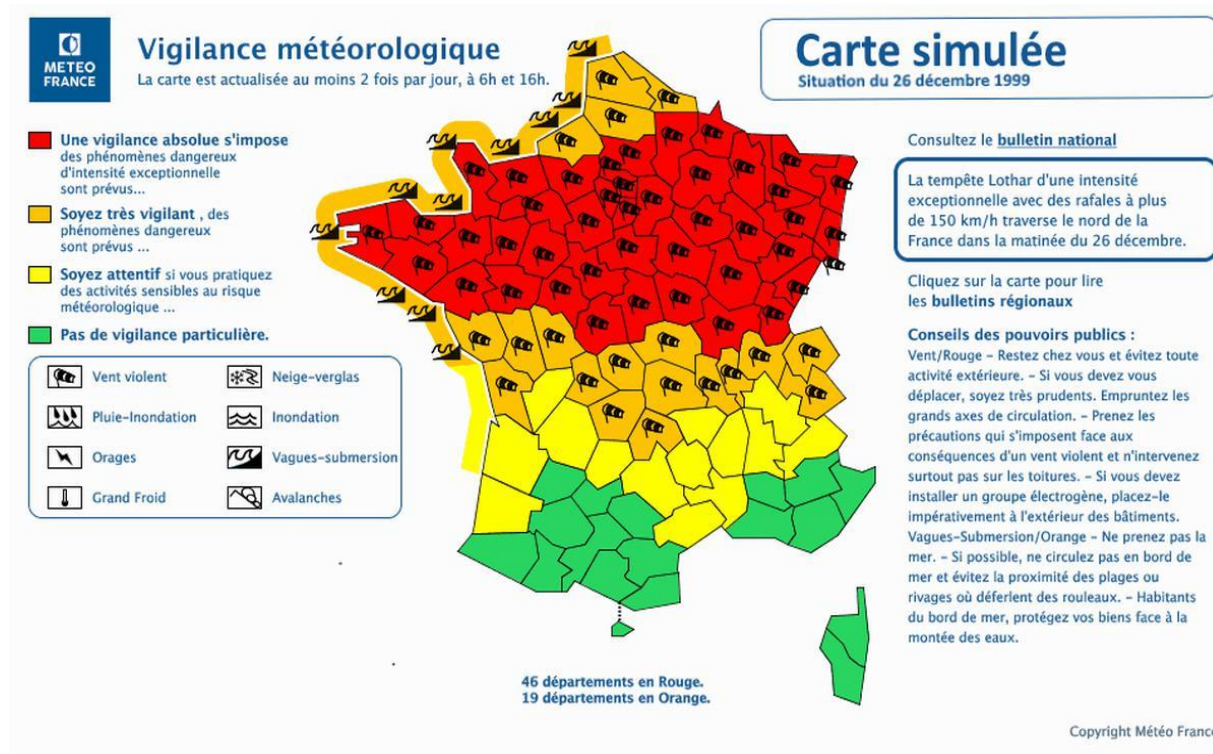 METEO
FRANCE
Vigilance météorologique
La carte est actualisée au moins 2 fois par jour, à 6h et 16h.
Carte simulée
Situation du 26 décembre 1999
Une vigilance absolue s'impose
des phénomènes dangereux
d'intensité exceptionnelle
sont prévus...
Soyez très vigilant , des
phénomènes dangereux
sont prévus ...
Soyez attentif si vous pratiquez
des activités sensibles au risque
météorologique ...
Pas de vigilance particulière.
Vent violent
Neige-verglas
Pluie-Inondation
Inondation
Orages
Vagues-submersion
Grand Froid
Avalanches
Consultez le bulletin national
La tempête Lothar d'une intensité
exceptionnelle avec des rafales à plus
de 150 km/h traverse le nord de la
France dans la matinée du 26 décembre.
Cliquez sur la carte pour lire
les bulletins régionaux
Conseils des pouvoirs publics :
Vent/Rouge - Restez chez vous et évitez toute
activité extérieure. - Si vous devez vous
déplacer, soyez très prudents. Empruntez les
grands axes de circulation. - Prenez les
précautions qui s'imposent face aux
conséquences d'un vent violent et n'intervenez
surtout pas sur les toitures. - Si vous devez
installer un groupe électrogène, placez-le
impérativement à l'extérieur des bâtiments.
Vagues-Submersion/Orange - Ne prenez pas la
mer. - Si possible, ne circulez pas en bord de
mer et évitez la proximité des plages ou
rivages où déferlent des rouleaux. - Habitants
du bord de mer, protégez vos biens face à la
montée des eaux.
46 départements en Rouge.
19 départements en Orange.
Copyright Météo France